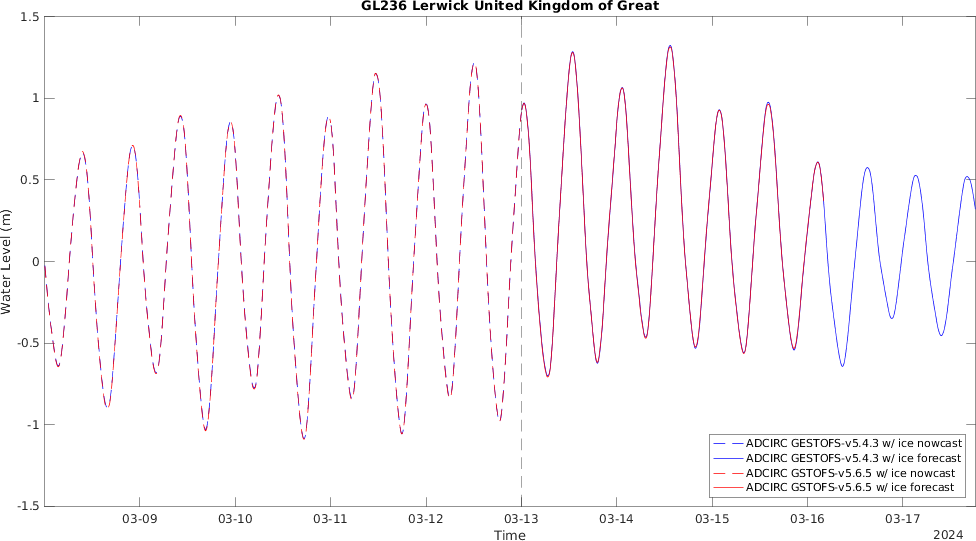 GL236 Lerwick United Kingdom of Great
1.5
1
0.5
0
-0.5
-1
-1.5
Water Level (m)
ADCIRC GESTOFS-v5.4.3 w/ ice nowcast
ADCIRC GESTOFS-v5.4.3 w/ ice forecast
ADCIRC GSTOFS-v5.6.5 w/ ice nowcast
ADCIRC GSTOFS-v5.6.5 w/ ice forecast
03-09 03-10 03-11 03-12 03-13 03-14 03-15 03-16 03-17
Time
2024